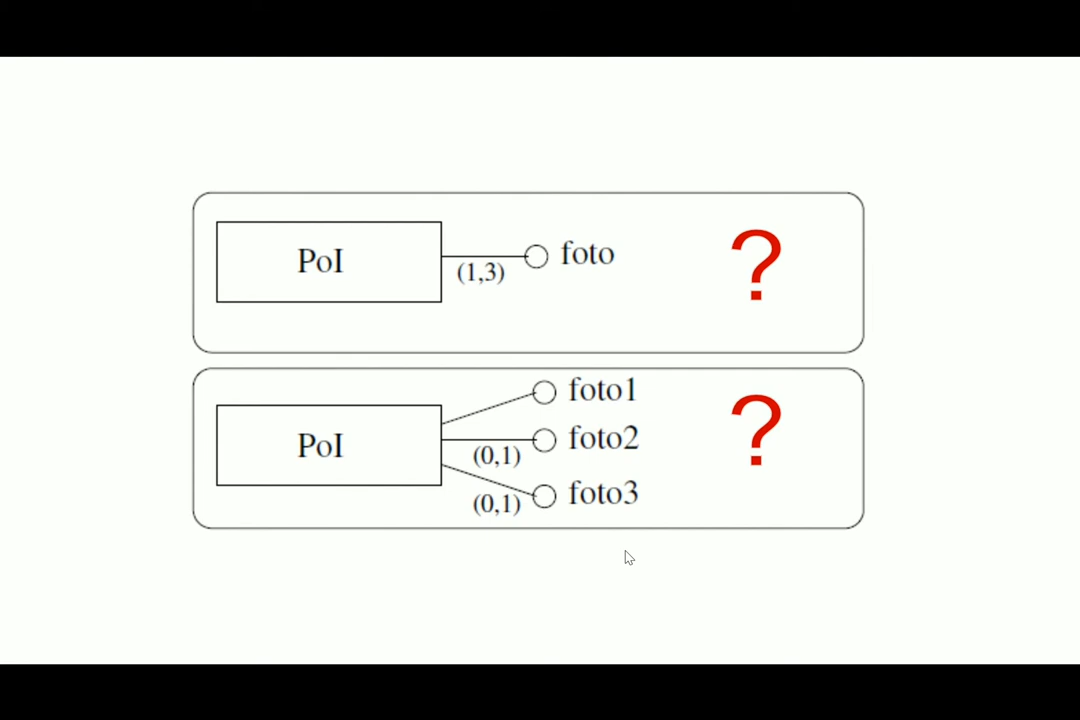 PoI
(1,3)
foto
?
PoI
foto1
(0,1)
foto2
(0,1)
foto3
?